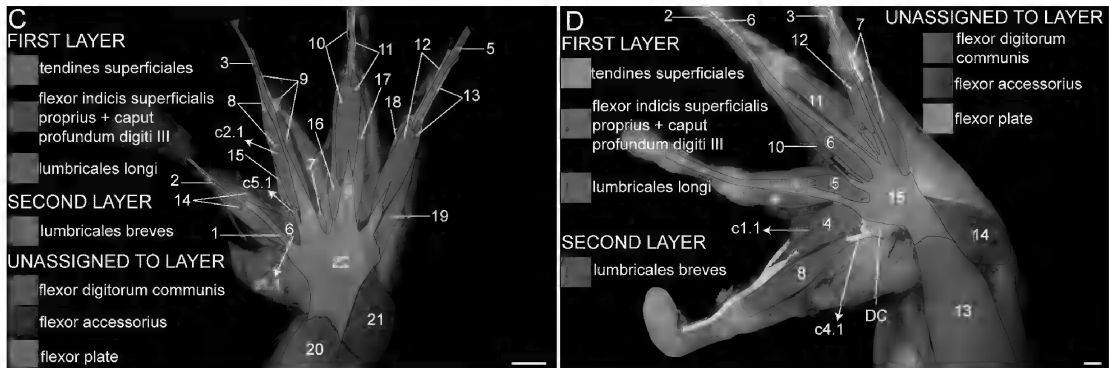 C
FIRST LAYER
tendines superficiales
flexor indicis superficialis
proprius + caput
profundum digiti III
lumbricales longi
SECOND LAYER
lumbricales breves
UNASSIGNED TO LAYER
flexor digitorum communis
flexor accessorius
flexor plate
10
11
12
5
3
9
8
17
13
16
18
c2.1
15
7
c5.1
2
14
19
1
6
21
20
D
FIRST LAYER
tendines superficiales
flexor indicis superficialis
proprius + caput
profundum digiti III
lumbricales longi
SECOND LAYER
lumbricales breves
2
6
3
7
12
11
10
6
5
15
c1.1
4
14
8
DC
13
c4.1
UNASSIGNED TO LAYER
flexor digitorum
communis
flexor accessorius
flexor plate